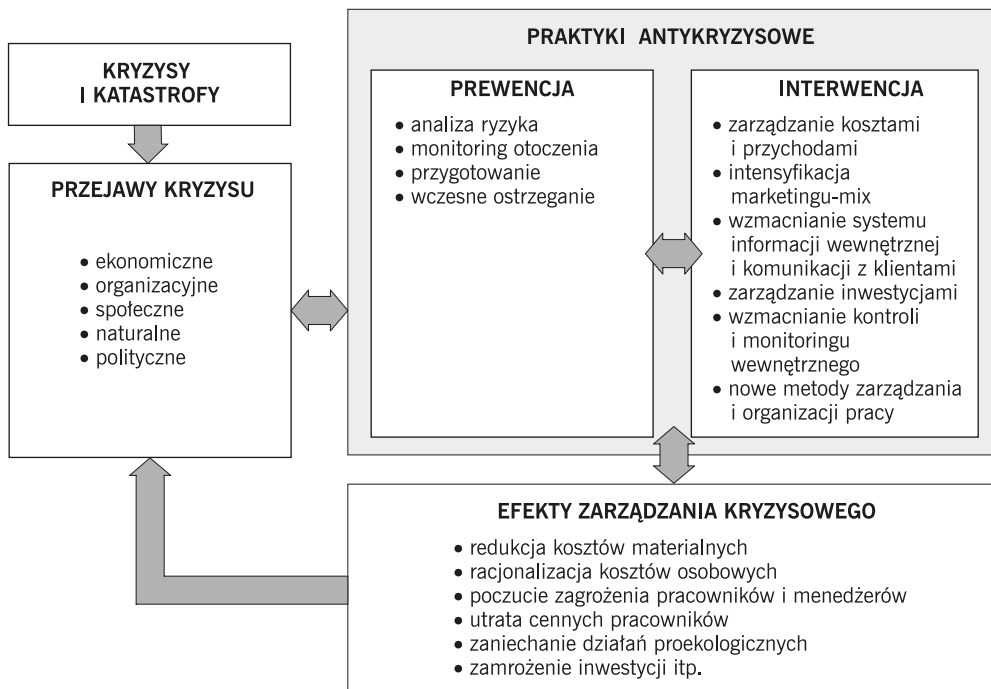 KRYZYSY
I KATASTROFY
PRZEJAWY KRYZYSU
• ekonomiczne
• organizacyjne
• społeczne
• naturalne
• polityczne
PRAKTYKI ANTYKRYZYSOWE
PREWENCJA
• analiza ryzyka
• monitoring otoczenia
• przygotowanie
• wczesne ostrzeganie
INTERWENCJA
• zarządzanie kosztami
i przychodami
• intensyfikacja
marketingu-mix
• wzmacnianie systemu
informacji wewnętrznej
i komunikacji z klientami
• zarządzanie inwestycjami
• wzmacnianie kontroli
i monitoringu
wewnętrznego
• nowe metody zarządzania
i organizacji pracy
EFEKTY ZARZĄDZANIA KRYZYSOWEGO
• redukcja kosztów materialnych
• racjonalizacja kosztów osobowych
• poczucie zagrożenia pracowników i menedżerów
• utrata cennych pracowników
• zaniechanie działań proekologicznych
• zamrożenie inwestycji itp.